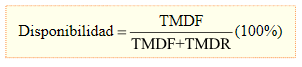 Disponibilidad = TMDF / TMDF+TMDR (100%)